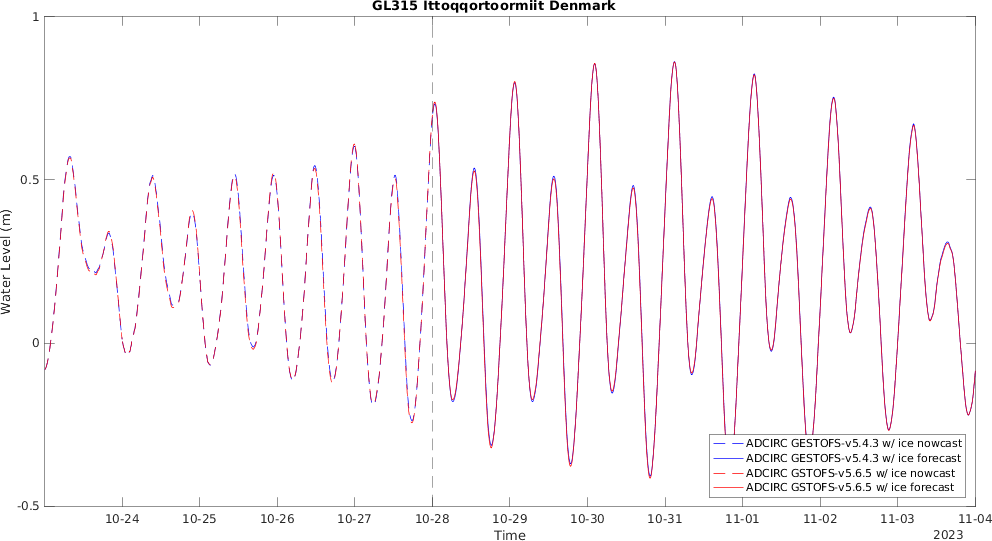 GL315 Ittoqqortoormiit Denmark
1
0.5
0
-0.5
Water Level (m)
ADCIRC GESTOFS-v5.4.3 w/ ice nowcast
ADCIRC GESTOFS-v5.4.3 w/ ice forecast
ADCIRC GSTOFS-v5.6.5 w/ ice nowcast
ADCIRC GSTOFS-v5.6.5 w/ ice forecast
10-24 10-25 10-26 10-27 10-28 10-29 10-30 10-31 11-01 11-02 11-03 11-04
Time
2023